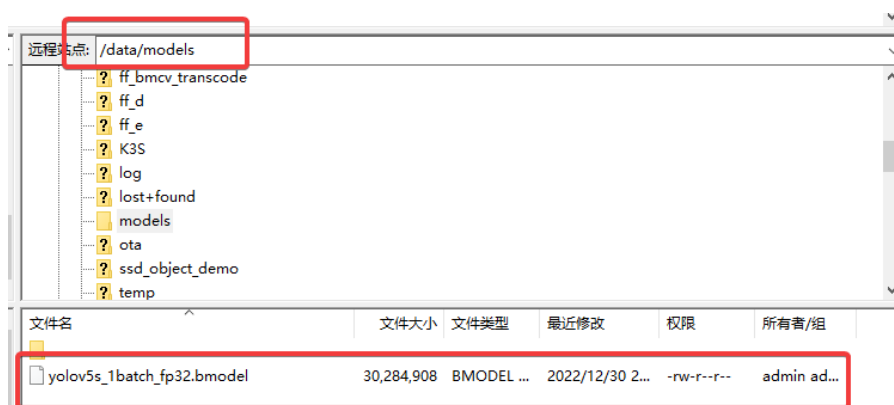 远程站点: /data/models
ff_bmcv_transcode
ff_d
ff_e
K3S
log
lost+found
models
ota
ssd_object_demo
temp
文件名 文件大小 文件类型 最近修改 权限 所有者/组
yolov5s_1batch_fp32.bmodel 30,284,908 BMODEL ... 2022/12/30 2... -rw-r--r-- admin ad...